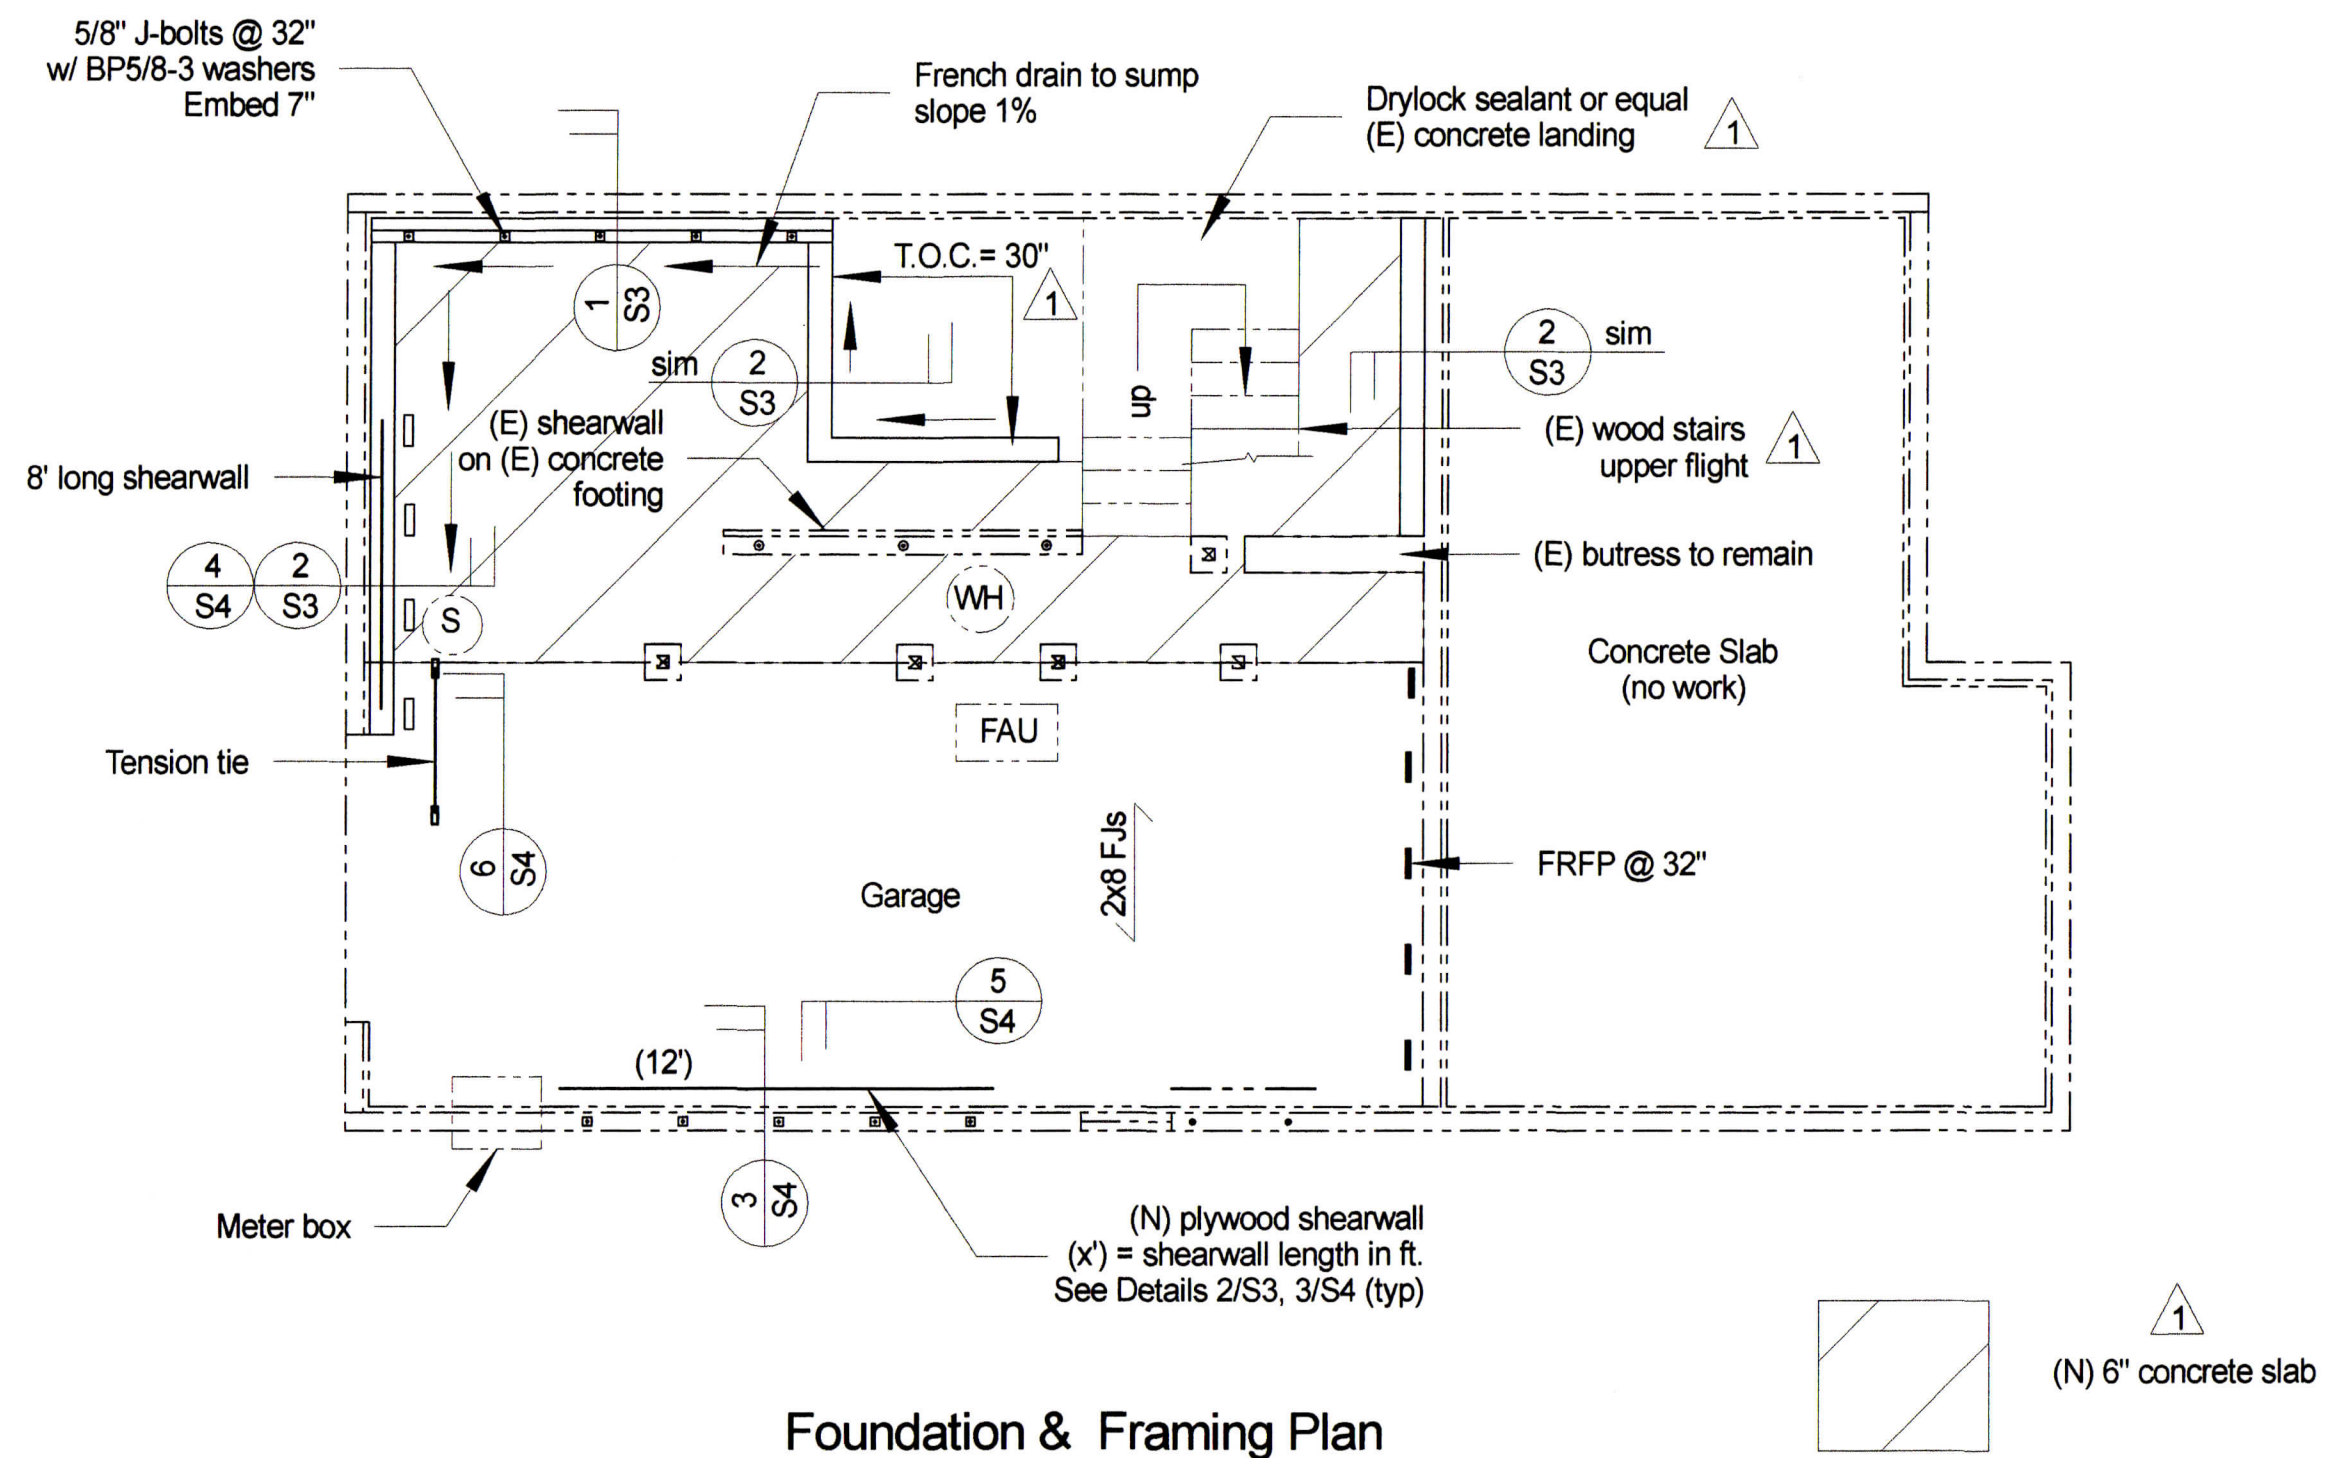 5/8" J-bolts @ 32"
w/ BP5/8-3 washers
Embed 7"
French drain to sump
slope 1%
Drylock sealant or equal
(E) concrete landing
1
T.O.C.= 30"
1
1
S3
sim
2
S3
2
S3
sim
up
(E) shearwall
on (E) concrete
footing
(E) wood stairs
upper flight
1
8' long shearwall
4
S4
2
S3
S
WH
(E) butress to remain
Concrete Slab
(no work)
FAU
Tension tie
6
S4
2x8 FJs
FRFP @ 32"
Garage
5
S4
(12')
3
S4
Meter box
(N) plywood shearwall
(x') = shearwall length in ft.
See Details 2/S3, 3/S4 (typ)
1
(N) 6" concrete slab
Foundation & Framing Plan